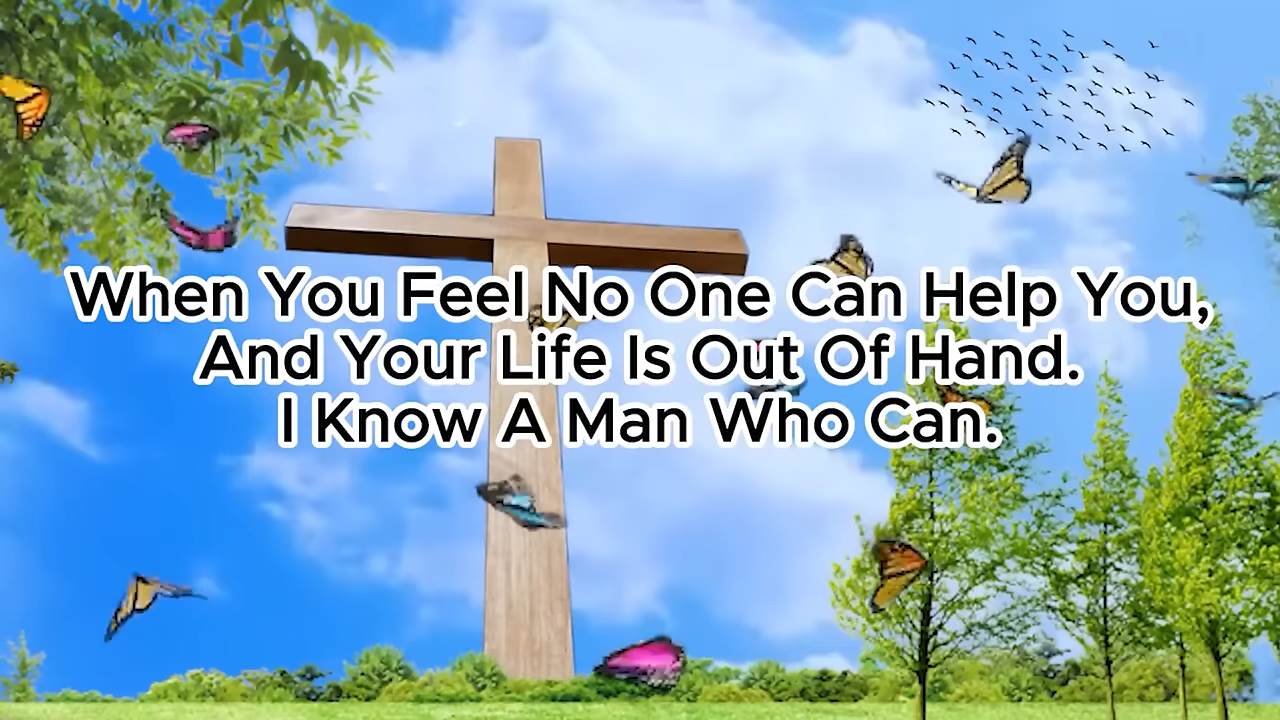 When You Feel No One Can Help You,
And Your Life Is Out Of Hand.
I Know A Man Who Can.